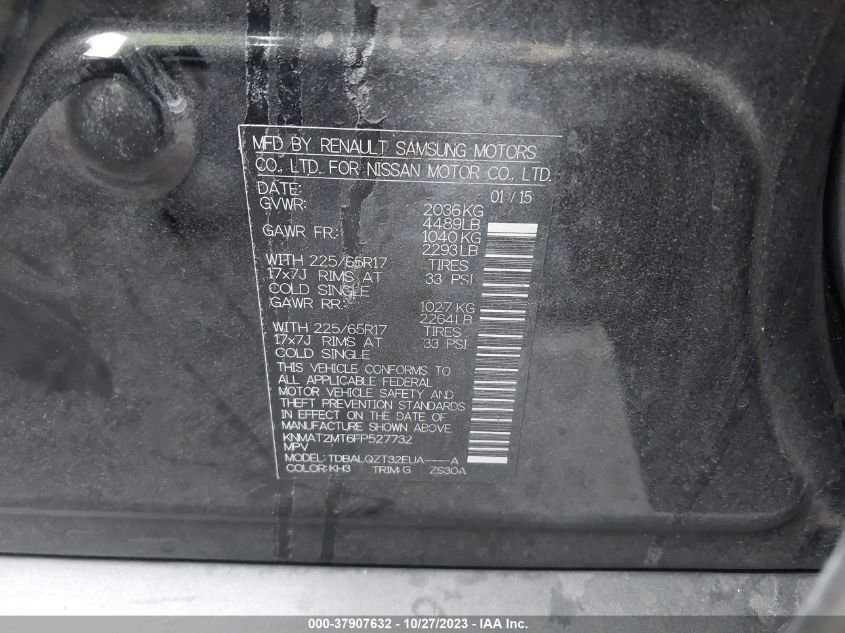 MFD BY RENAULT SAMSUNG MOTORS
CO., LTD. FOR NISSAN MOTOR CO., LTD.
DATE: 01/15
GVWR: 2036KG
4489LB
GAWR FR: 1040KG
2293LB
WITH 225/65R17 TIRES
17x7J RIMS AT 33 PSI
COLD SINGLE
GAWR RR: 1027KG
2264LB
WITH 225/65R17 TIRES
17x7J RIMS AT 33 PSI
COLD SINGLE
THIS VEHICLE CONFORMS TO
ALL APPLICABLE FEDERAL
MOTOR VEHICLE SAFETY AND
THEFT PREVENTION STANDARDS
IN EFFECT ON THE DATE OF
MANUFACTURE SHOWN ABOVE.
KNMAT2MT6FP527732
MPV
MODEL: TDBALQZT32EUA----A
COLOR: KH3 TRIM: G ZS30A
000-37907632 - 10/27/2023 - IAA Inc.